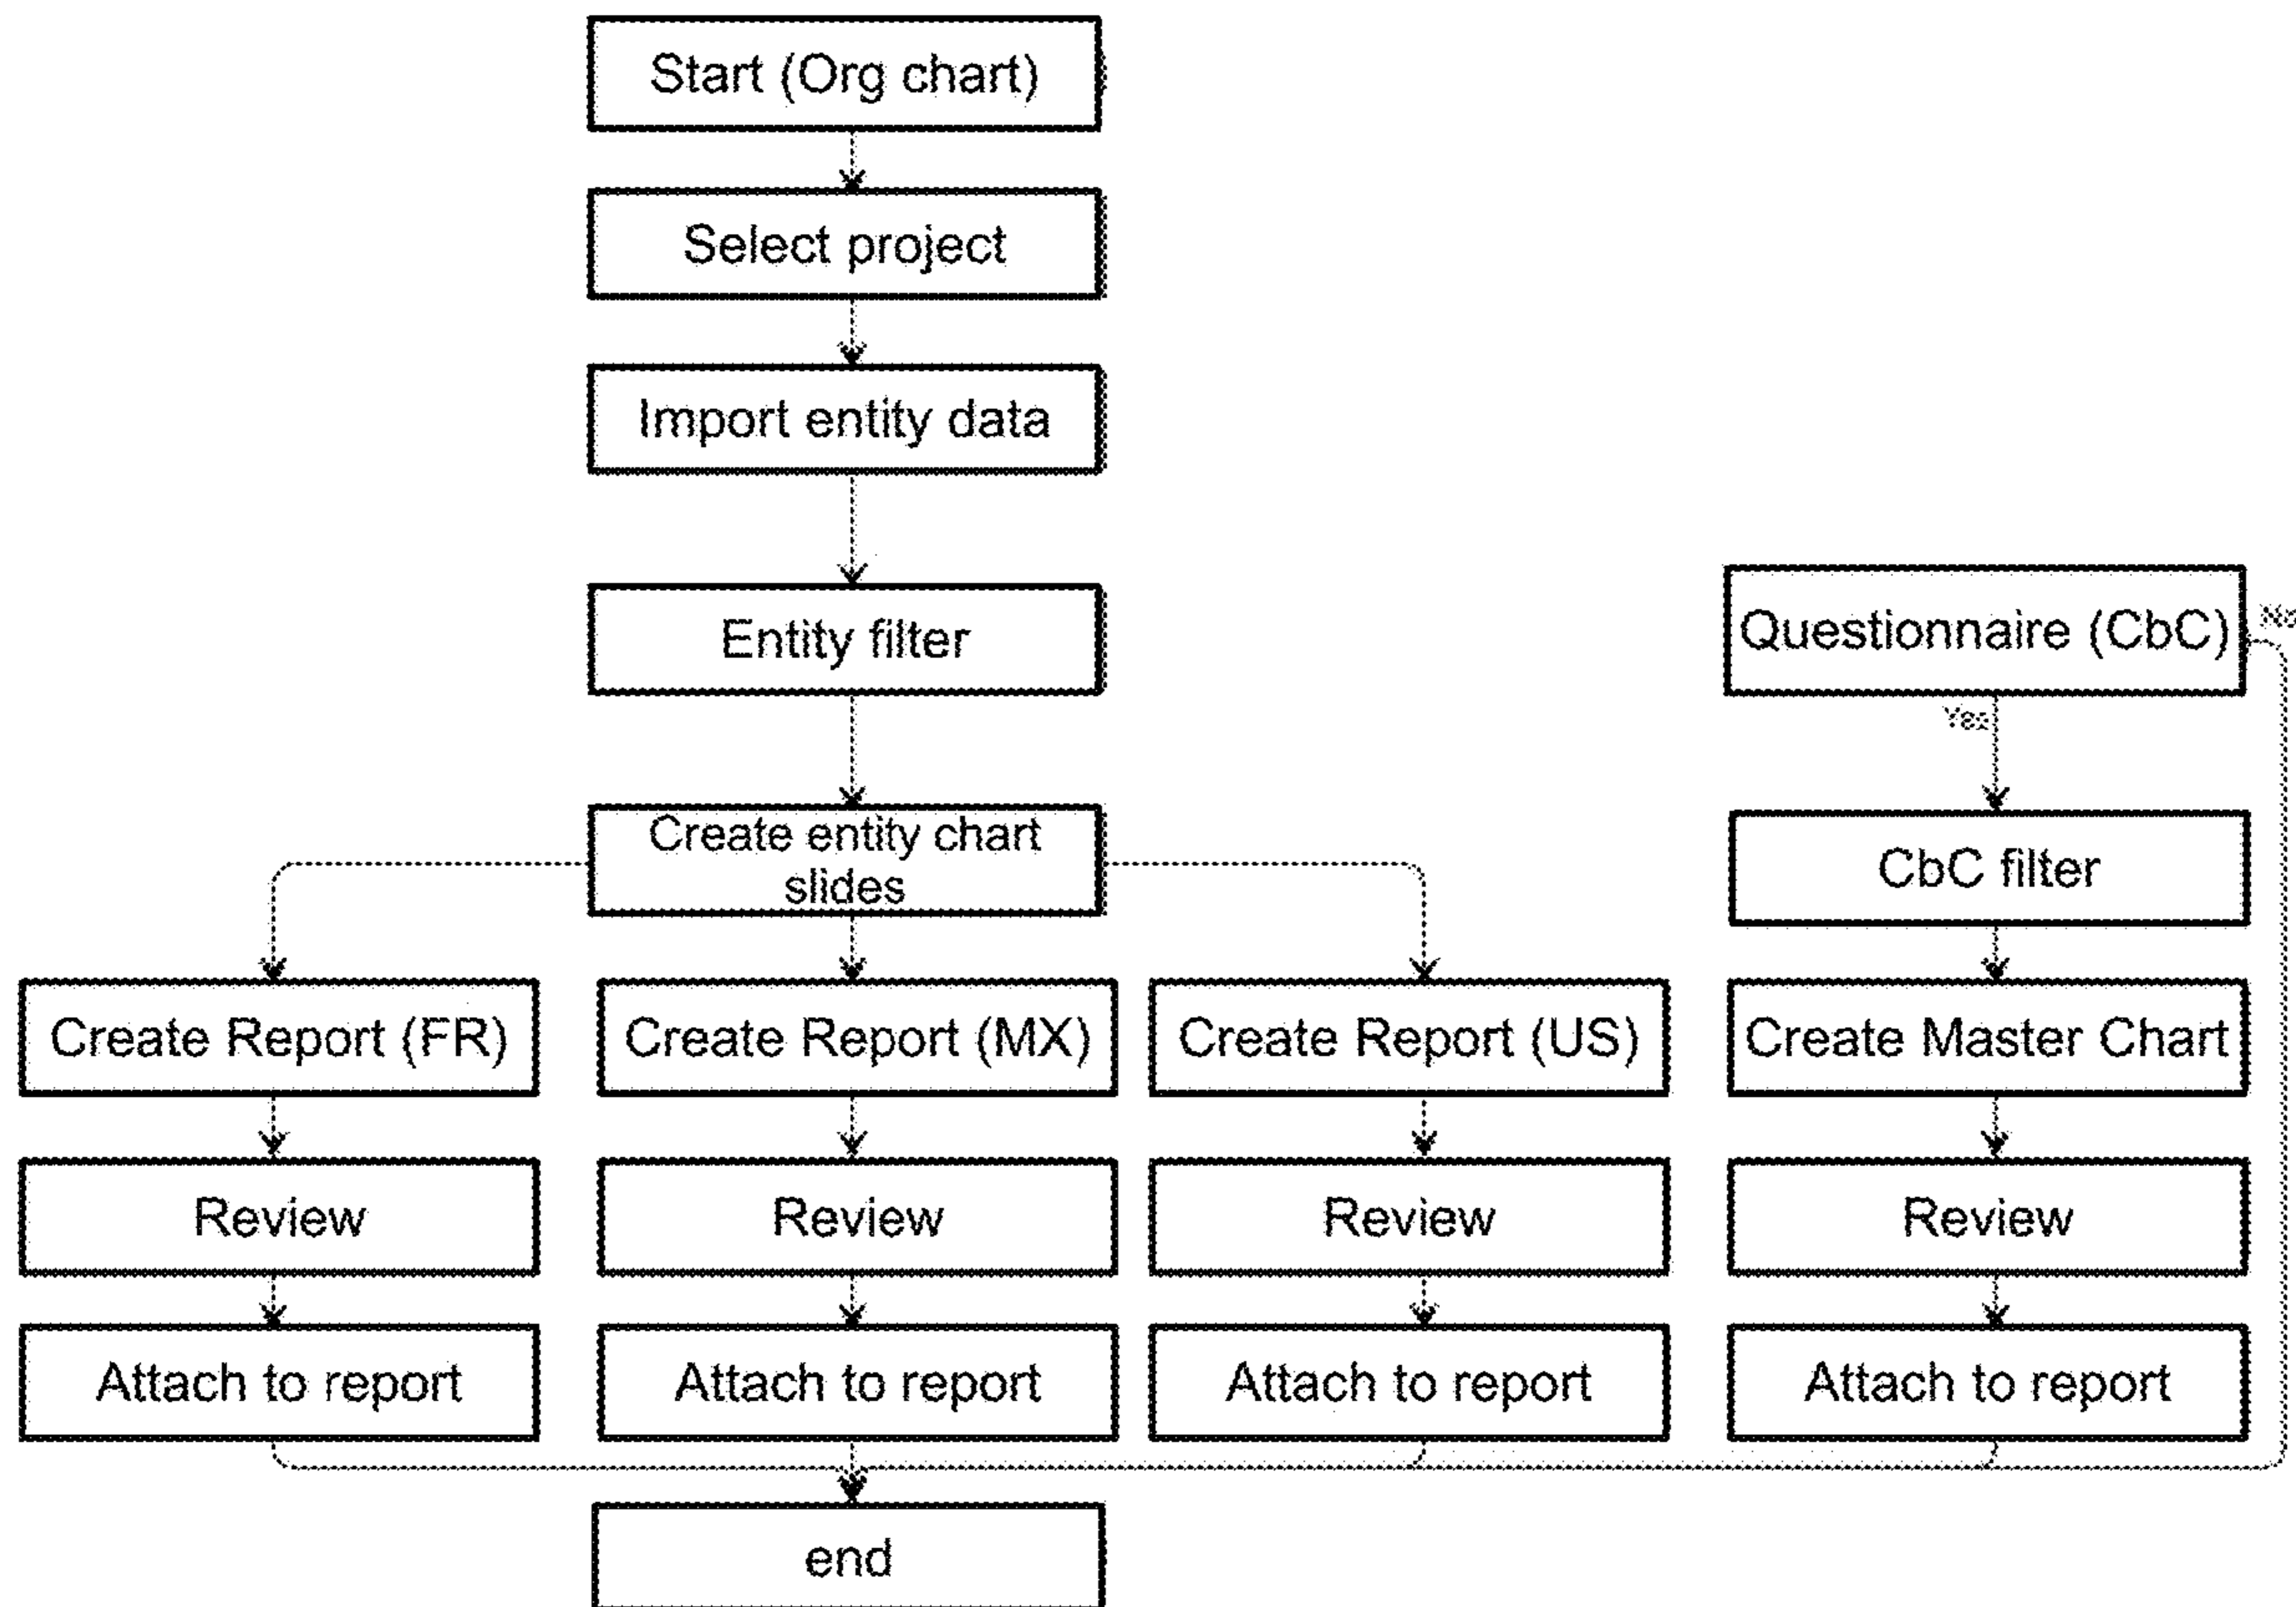 Start (Org chart)
Select project
Import entity data
Entity filter
Questionnaire (CbC)
No
Yes
Create entity chart
slides
CbC filter
Create Report (FR)
Create Report (MX)
Create Report (US)
Create Master Chart
Review
Review
Review
Review
Attach to report
Attach to report
Attach to report
Attach to report
end